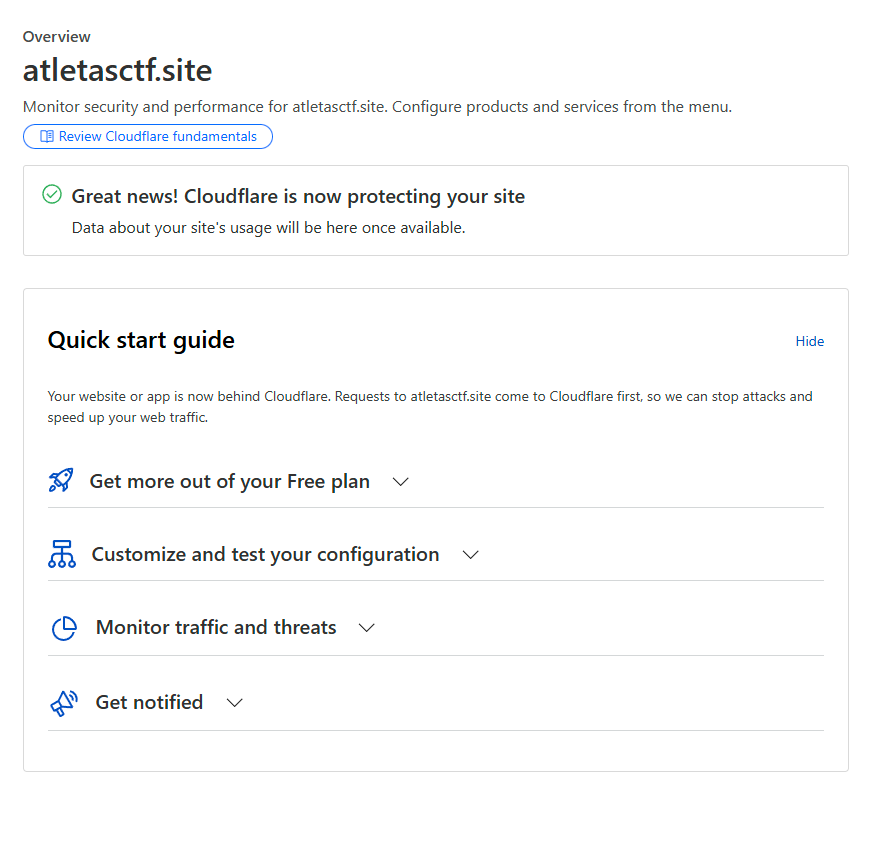 Overview
atletasctf.site
Monitor security and performance for atletasctf.site. Configure products and services from the menu.
Review Cloudflare fundamentals
Great news! Cloudflare is now protecting your site
Data about your site's usage will be here once available.
Quick start guide
Hide
Your website or app is now behind Cloudflare. Requests to atletasctf.site come to Cloudflare first, so we can stop attacks and
speed up your web traffic.
Get more out of your Free plan
Customize and test your configuration
Monitor traffic and threats
Get notified